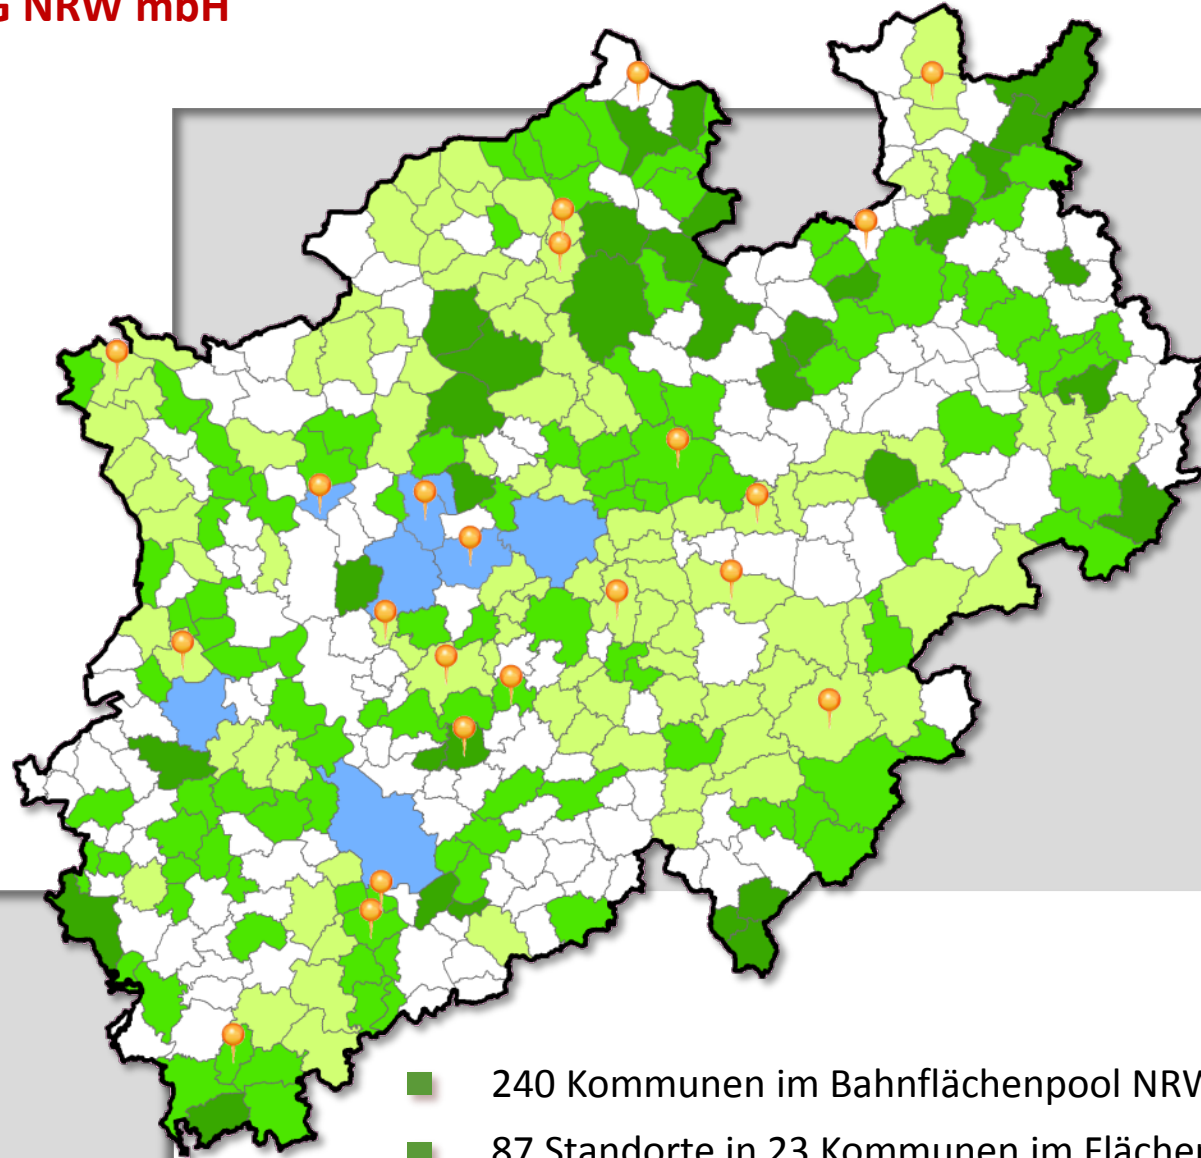 G NRW mbH
240 Kommunen im Bahnflächenpool NRW
87 Standorte in 23 Kommunen im Flächen